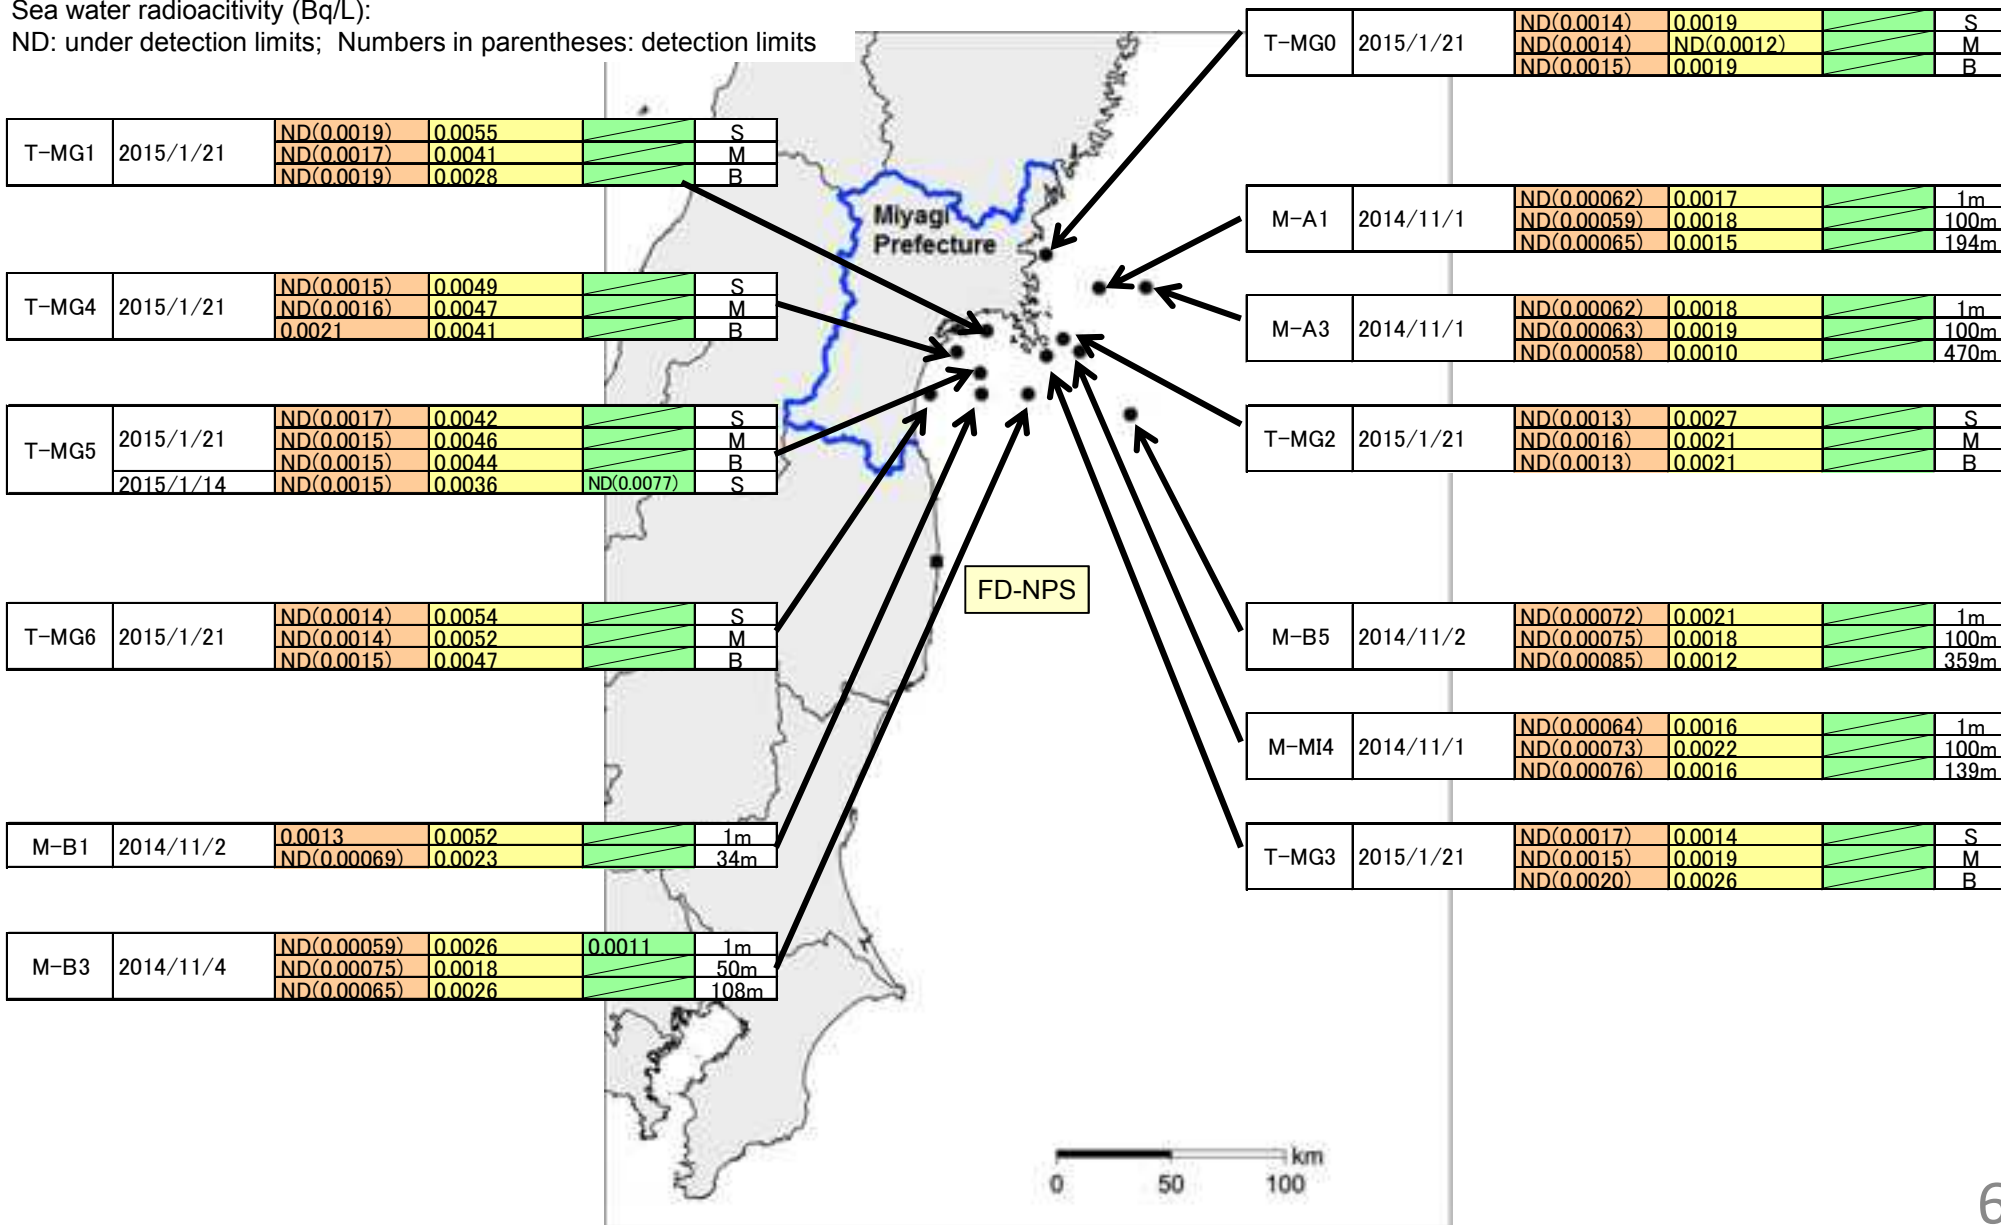 Sea water radioacitivity (Bq/L):
ND: under detection limits; Numbers in parentheses: detection limits
T-MG1 2015/1/21 ND(0.0019) 0.0055 S
ND(0.0017) 0.0041 M
ND(0.0019) 0.0028 B
T-MG4 2015/1/21 ND(0.0015) 0.0049 S
ND(0.0016) 0.0047 M
0.0021 0.0041 B
T-MG5 2015/1/21 ND(0.0017) 0.0042 S
ND(0.0015) 0.0046 M
ND(0.0015) 0.0044 B
2015/1/14 ND(0.0015) 0.0036 ND(0.0077) S
T-MG6 2015/1/21 ND(0.0014) 0.0054 S
ND(0.0014) 0.0052 M
ND(0.0015) 0.0047 B
M-B1 2014/11/2 0.0013 0.0052 1m
ND(0.00069) 0.0023 34m
M-B3 2014/11/4 ND(0.00059) 0.0026 0.0011 1m
ND(0.00075) 0.0018 50m
ND(0.00065) 0.0026 108m
Miyagi
Prefecture
FD-NPS
km
0 50 100
T-MG0 2015/1/21 ND(0.0014) 0.0019 S
ND(0.0014) ND(0.0012) M
ND(0.0015) 0.0019 B
M-A1 2014/11/1 ND(0.00062) 0.0017 1m
ND(0.00059) 0.0018 100m
ND(0.00065) 0.0015 194m
M-A3 2014/11/1 ND(0.00062) 0.0018 1m
ND(0.00063) 0.0019 100m
ND(0.00058) 0.0010 470m
T-MG2 2015/1/21 ND(0.0013) 0.0027 S
ND(0.0016) 0.0021 M
ND(0.0013) 0.0021 B
M-B5 2014/11/2 ND(0.00072) 0.0021 1m
ND(0.00075) 0.0018 100m
ND(0.00085) 0.0012 359m
M-MI4 2014/11/1 ND(0.00064) 0.0016 1m
ND(0.00073) 0.0022 100m
ND(0.00076) 0.0016 139m
T-MG3 2015/1/21 ND(0.0017) 0.0014 S
ND(0.0015) 0.0019 M
ND(0.0020) 0.0026 B
6